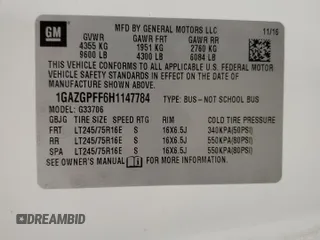 GM
MFD BY GENERAL MOTORS LLC
11/16
GVWR GAWR FRT GAWR RR
4355 KG 1951 KG 2760 KG
9600 LB 4300 LB 6084 LB
THIS VEHICLE CONFORMS TO ALL APPLICABLE U.S.
FEDERAL MOTOR VEHICLE SAFETY STANDARDS IN
EFFECT ON THE DATE OF
MANUFACTURE SHOWN ABOVE.
1GAZGPFF6H1147784 TYPE: BUS-NOT SCHOOL BUS
MODEL: G33706
GBJG TIRE SIZE SPEED RTG RIM COLD TIRE PRESSURE
FRT LT245/75R16E S 16X6.5J 340KPA(50PSI)
RR LT245/75R16E S 16X6.5J 550KPA(80PSI)
SPA LT245/75R16E S 16X6.5J 550KPA(80PSI)
SEE OWNER'S MANUAL FOR ADDITIONAL INFORMATION.
DREAMBID
DREAMBID